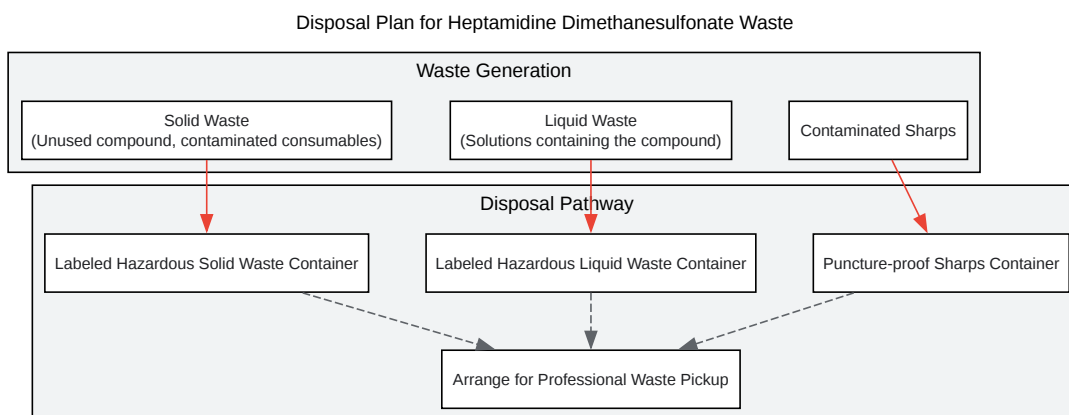 Disposal Plan for Heptamidine Dimethanesulfonate Waste
Waste Generation
Solid Waste
(Unused compound, contaminated consumables)
Liquid Waste
(Solutions containing the compound)
Contaminated Sharps
Disposal Pathway
Labeled Hazardous Solid Waste Container
Labeled Hazardous Liquid Waste Container
Puncture-proof Sharps Container
Arrange for Professional Waste Pickup